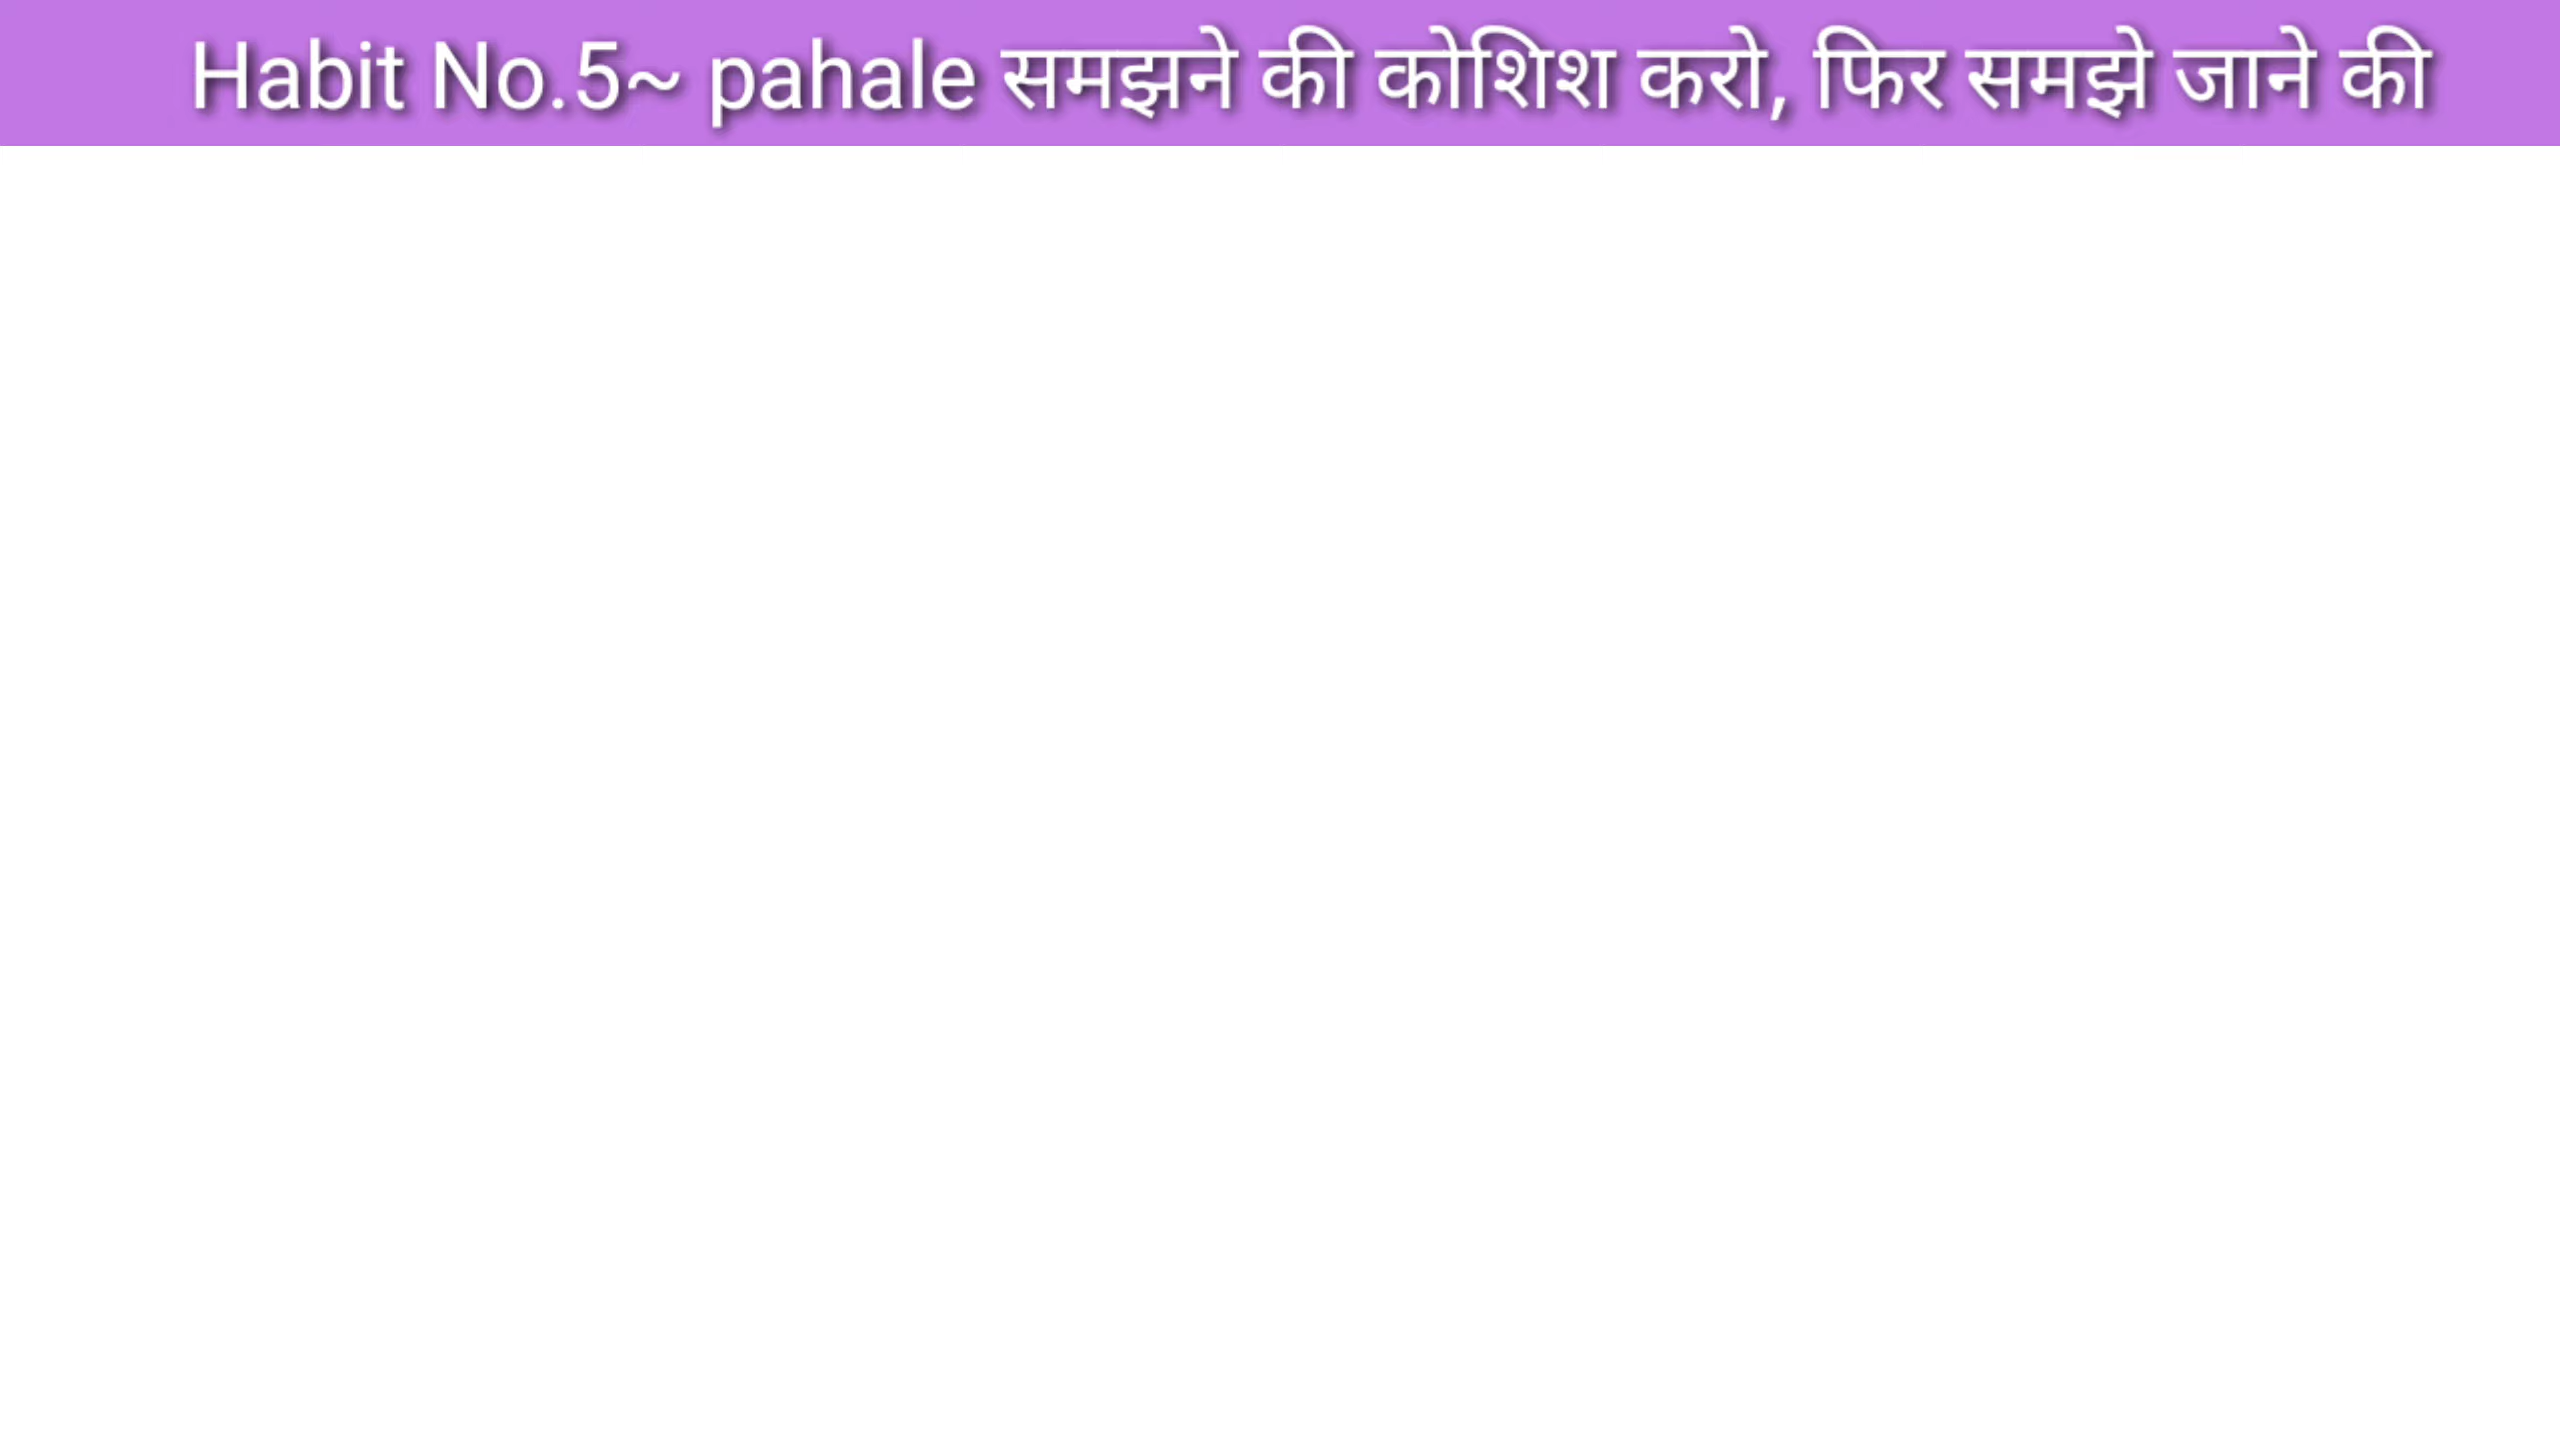 Habit No.5~ pahale समझने की कोशिश करो, फिर समझे जाने की